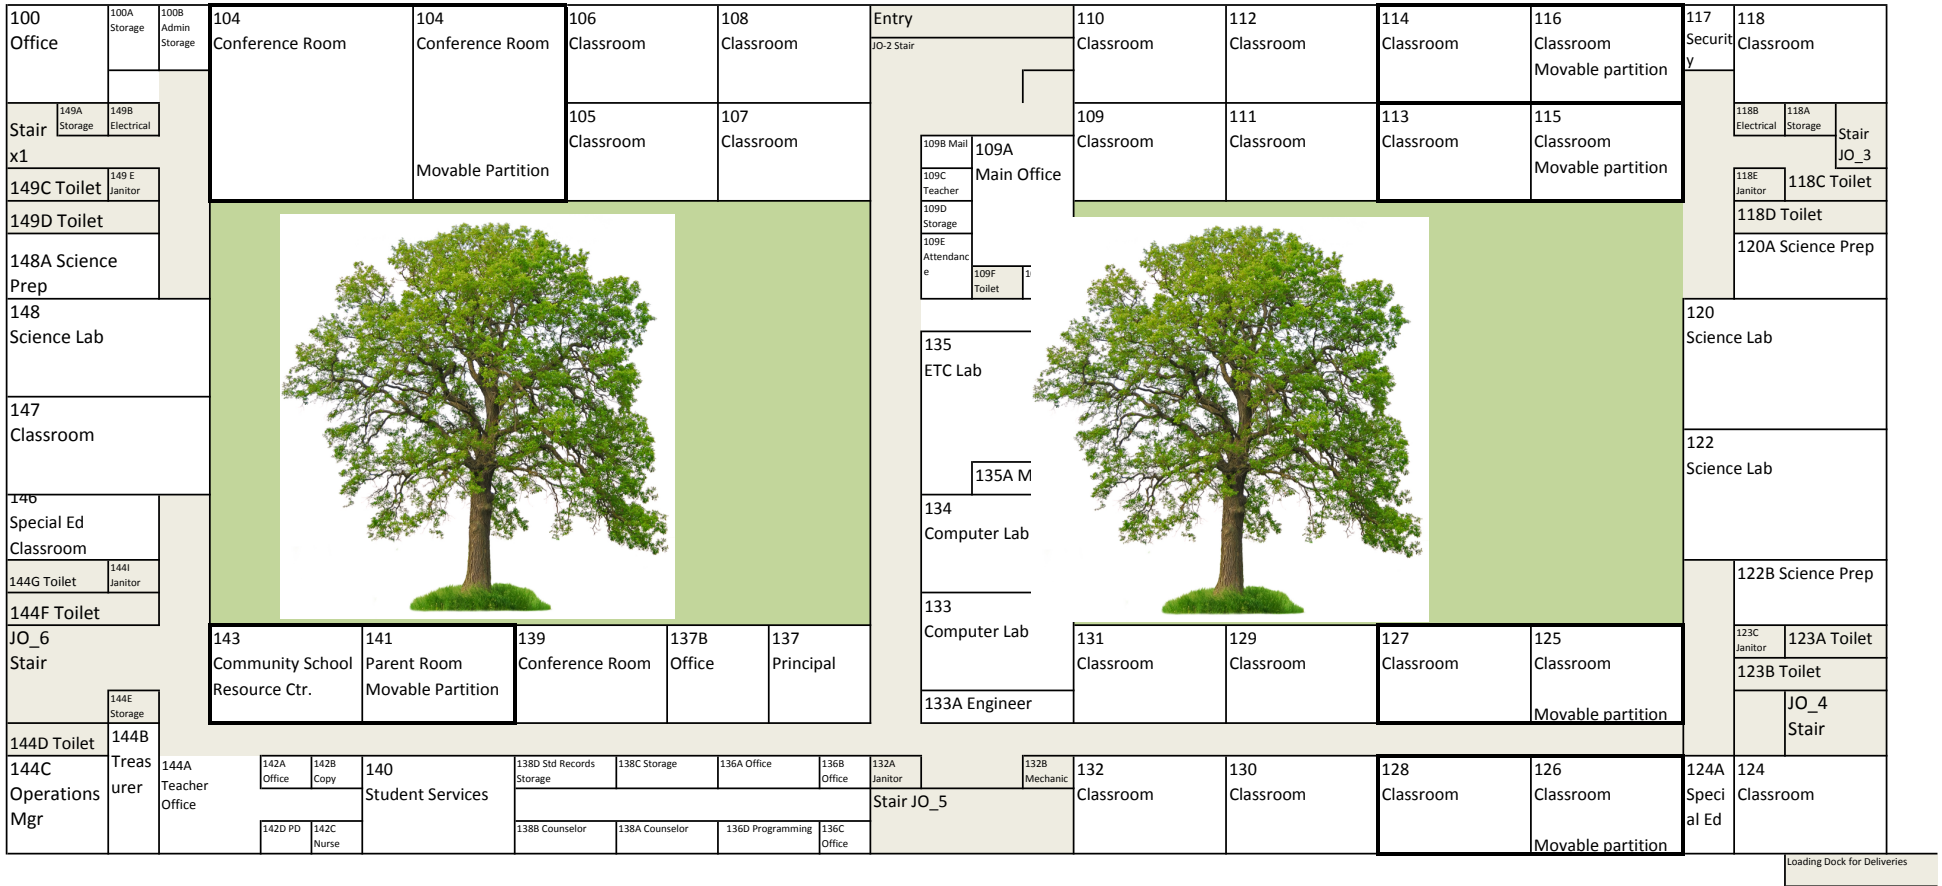 100
Office
100A
Storage
100B
Admin
Storage
104
Conference Room
104
Conference Room
Movable Partition
106
Classroom
108
Classroom
Entry
JO-2 Stair
110
Classroom
112
Classroom
114
Classroom
116
Classroom
Movable partition
117
Securit
y
118
Classroom
Stair
x1
149A
Storage
149B
Electrical
105
Classroom
107
Classroom
109B Mail
109A
Main Office
109
Classroom
111
Classroom
113
Classroom
115
Classroom
Movable partition
118B
Electrical
118A
Storage
Stair
JO_3
149C Toilet
149 E
Janitor
109C
Teacher
118E
Janitor
118C Toilet
149D Toilet
109D
Storage
118D Toilet
148A Science
Prep
109E
Attendanc
e
109F
Toilet
120A Science Prep
148
Science Lab
135
ETC Lab
120
Science Lab
147
Classroom
135A M
122
Science Lab
146
Special Ed
Classroom
134
Computer Lab
144G Toilet
144I
Janitor
122B Science Prep
144F Toilet
133
Computer Lab
JO_6
Stair
143
Community School
Resource Ctr.
141
Parent Room
Movable Partition
139
Conference Room
137B
Office
137
Principal
131
Classroom
129
Classroom
127
Classroom
125
Classroom
Movable partition
123C
Janitor
123A Toilet
123B Toilet
144E
Storage
133A Engineer
JO_4
Stair
144D Toilet
144B
Treas
urer
144C
Operations
Mgr
144A
Teacher
Office
142A
Office
142B
Copy
140
Student Services
138D Std Records
Storage
138C Storage
136A Office
136B
Office
132A
Janitor
132B
Mechanic
132
Classroom
130
Classroom
128
Classroom
126
Classroom
Movable partition
124A
Speci
al Ed
124
Classroom
Stair JO_5
142D PD
142C
Nurse
138B Counselor
138A Counselor
136D Programming
136C
Office
Loading Dock for Deliveries